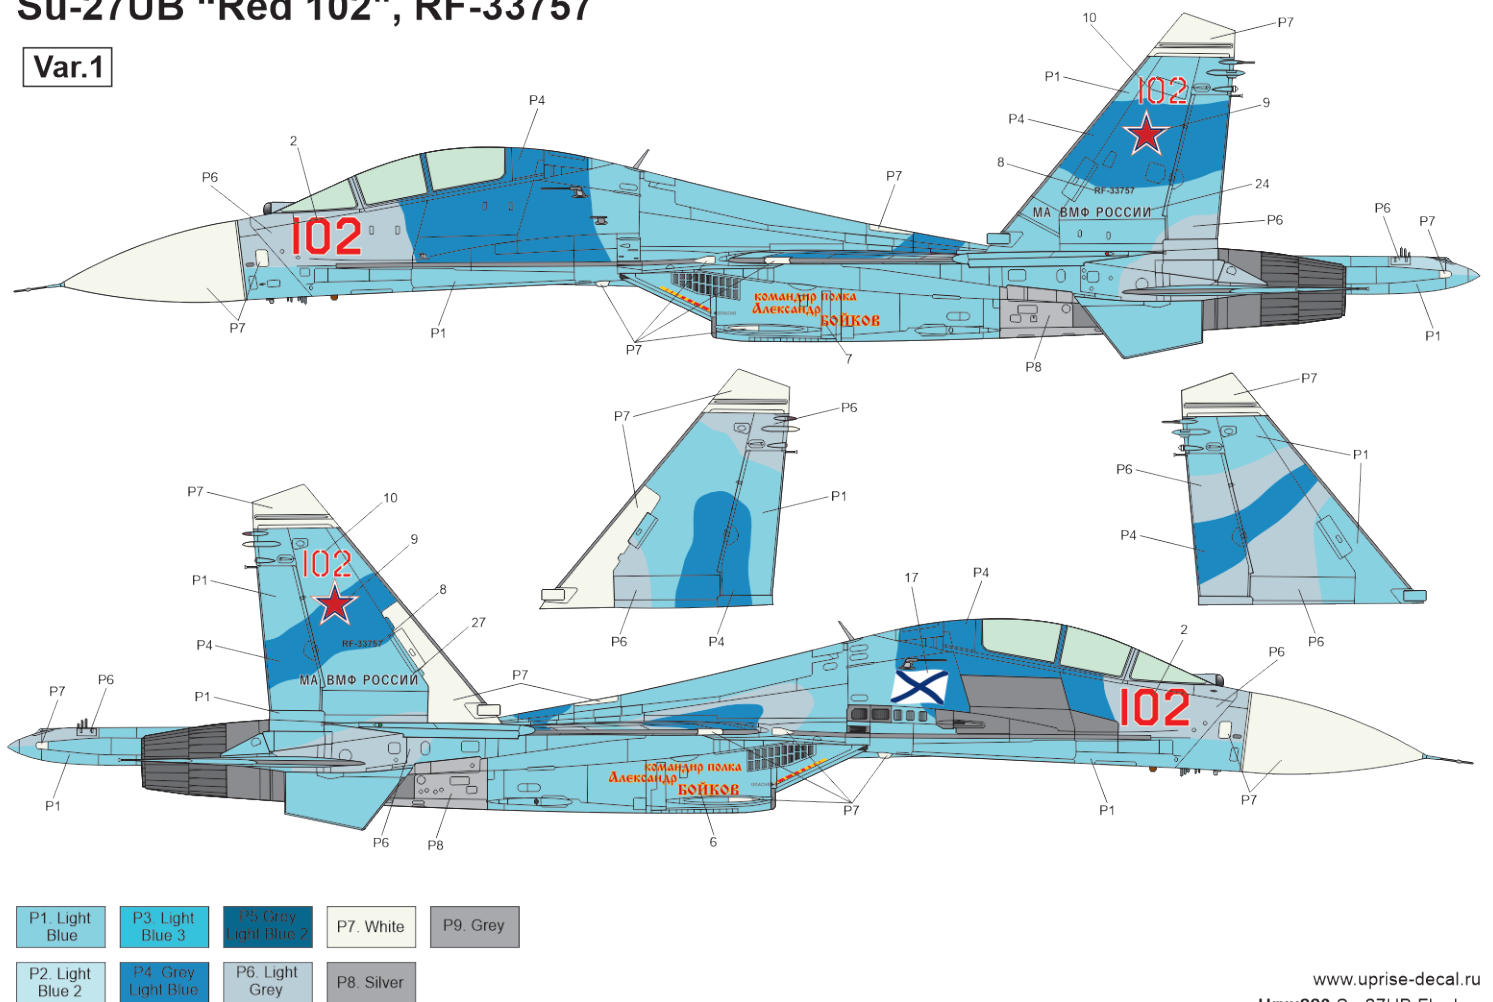 Su-27UB "Red 102", RF-33757
Var.1
10
P7
P1
102
P4
9
P4
2
8
RF-33757
P7
24
P6
МА ВМФ РОССИИ
P6
P6
P7
102
командир полка
Александр
БОЙКОВ
P7
P1
P7
7
P8
P1
P7
P6
P7
P7
P6
P1
P1
P6
P4
P6
P4
P6
P7
10
102
9
P1
8
RF-33757
27
P4
МА ВМФ РОССИИ
P7
P6
P1
P7
17
P4
2
P6
102
командир полка
Александр
БОЙКОВ
P1
P6
P8
6
P7
P1
P7
P1. Light
Blue
P3. Light
Blue 3
P5 Grey
Light Blue 2
P7. White
P9. Grey
P2. Light
Blue 2
P4 Grey
Light Blue
P6. Light
Grey
P8. Silver
www.uprise-decal.ru